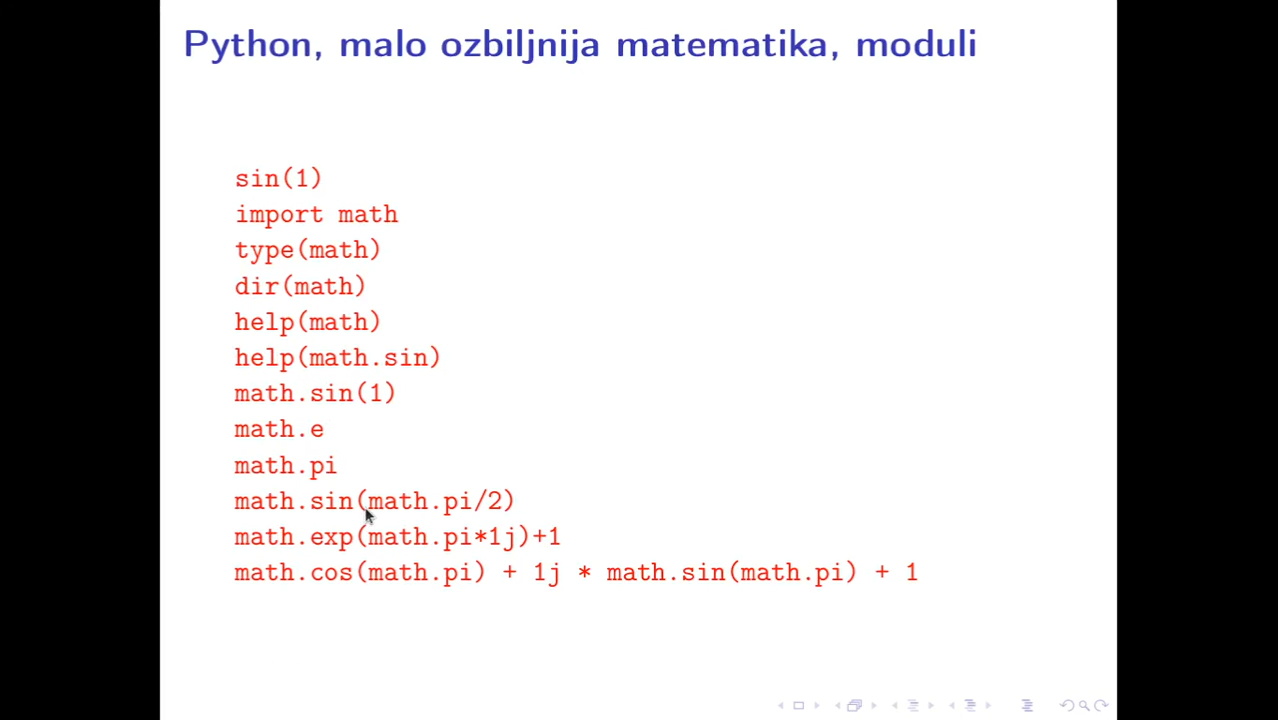 Python, malo ozbiljnija matematika, moduli
sin(1)
import math
type(math)
dir(math)
help(math)
help(math.sin)
math.sin(1)
math.e
math.pi
math.sin(math.pi/2)
math.exp(math.pi*1j)+1
math.cos(math.pi) + 1j * math.sin(math.pi) + 1